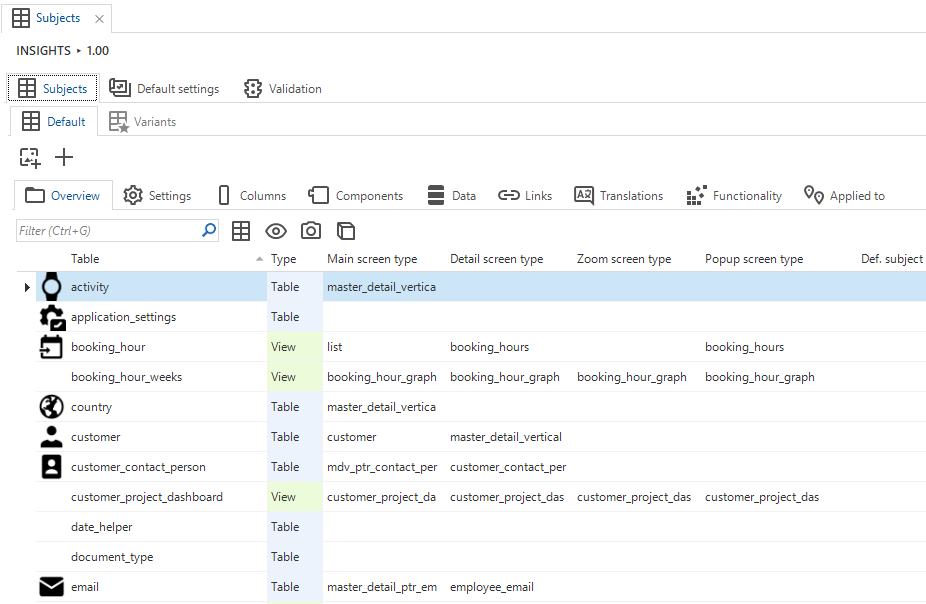 Subjects
INSIGHTS ▸ 1.00
Subjects Default settings Validation
Default Variants
Overview Settings Columns Components Data Links Translations Functionality Applied to
Filter (Ctrl+G)
Table Type Main screen type Detail screen type Zoom screen type Popup screen type Def. subject
activity Table master_detail_vertica
application_settings Table
booking_hour View list booking_hours booking_hours
booking_hour_weeks View booking_hour_graph booking_hour_graph booking_hour_graph booking_hour_graph
country Table master_detail_vertica
customer Table customer master_detail_vertical
customer_contact_person Table mdv_ptr_contact_per customer_contact_per
customer_project_dashboard View customer_project_da customer_project_das customer_project_das customer_project_das
date_helper Table
document_type Table
email Table master_detail_ptr_em employee_email